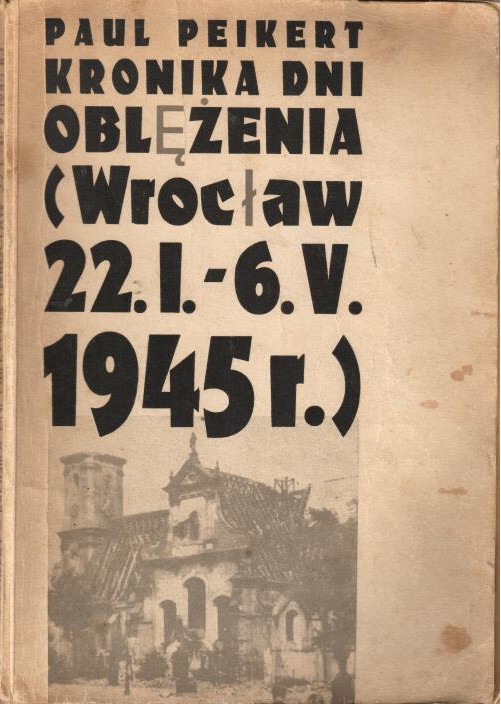 PAUL PEIKERT
KRONIKA DNI
OBLĘŻENIA
(Wrocław
22. I. - 6. V.
1945 r.)